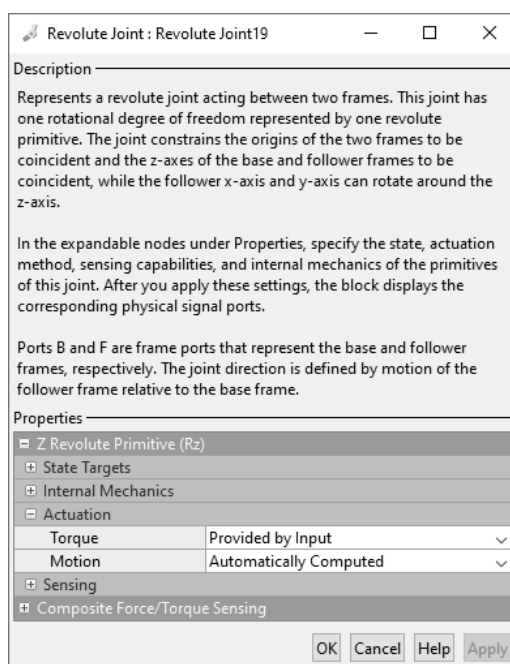 Revolute Joint : Revolute Joint19
Description
Represents a revolute joint acting between two frames. This joint has
one rotational degree of freedom represented by one revolute
primitive. The joint constrains the origins of the two frames to be
coincident and the z-axes of the base and follower frames to be
coincident, while the follower x-axis and y-axis can rotate around the
z-axis.
In the expandable nodes under Properties, specify the state, actuation
method, sensing capabilities, and internal mechanics of the primitives
of this joint. After you apply these settings, the block displays the
corresponding physical signal ports.
Ports B and F are frame ports that represent the base and follower
frames, respectively. The joint direction is defined by motion of the
follower frame relative to the base frame.
Properties
Z Revolute Primitive (Rz)
State Targets
Internal Mechanics
Actuation
Torque Provided by Input
Motion Automatically Computed
Sensing
Composite Force/Torque Sensing
OK Cancel Help Apply